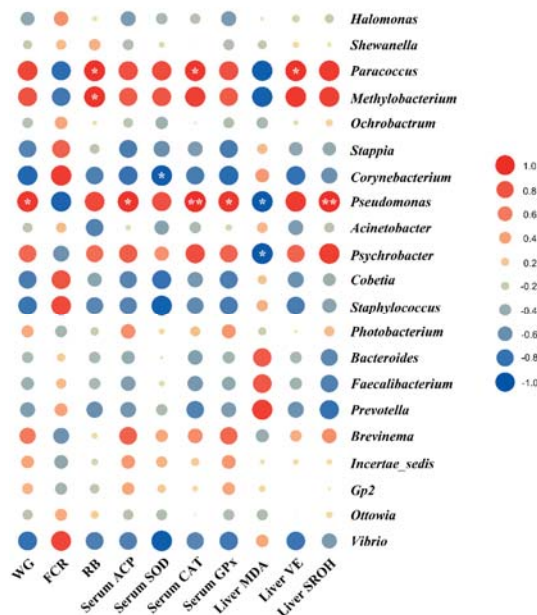 Halomonas
Shewanella
Paracoccus
* * *
Methylobacterium
*
Ochrobactrum
Stappia
Corynebacterium
*
Pseudomonas
* * ** * * **
Acinetobacter
Psychrobacter
*
Cobetia
Staphylococcus
Photobacterium
Bacteroides
Faecalibacterium
Prevotella
Brevinema
Incertae_sedis
Gp2
Ottowia
Vibrio
WG
FCR
RB
Serum ACP
Serum SOD
Serum CAT
Serum GPx
Liver MDA
Liver VE
Liver SROH
1.0
0.8
0.6
0.4
0.2
-0.2
-0.4
-0.6
-0.8
-1.0